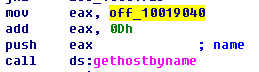 mov eax, off_10019040
add eax, 0Dh
push eax ; name
call ds:gethostbyname